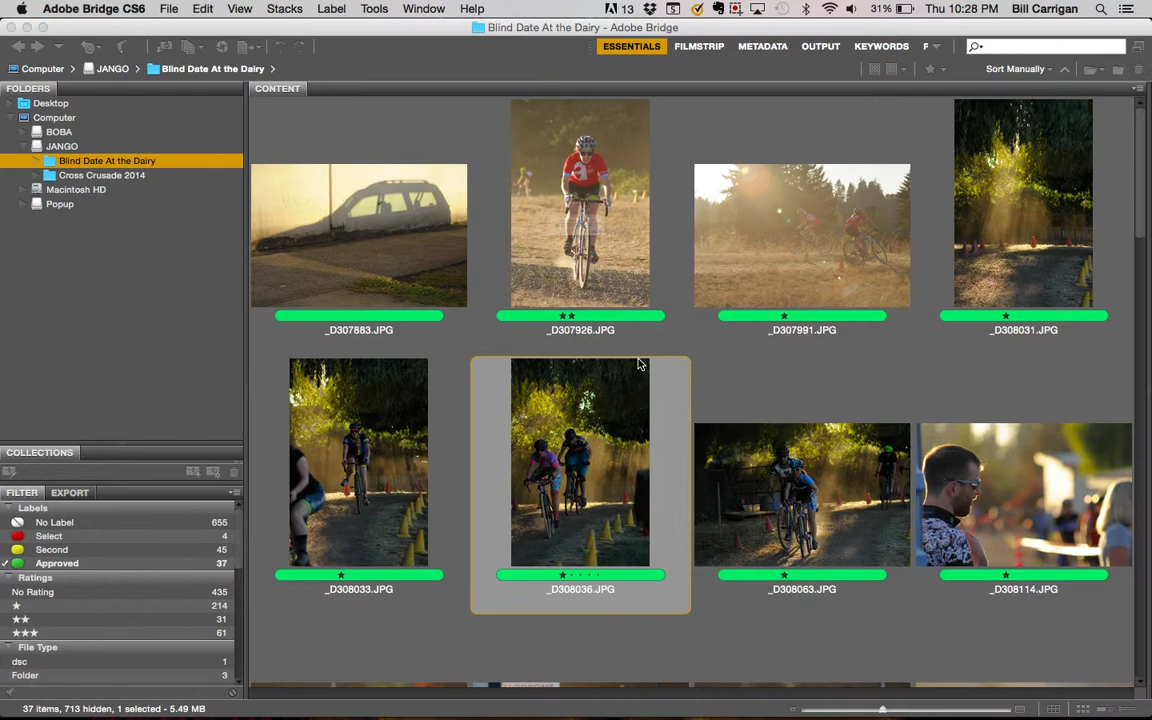 Adobe Bridge CS6 File Edit View Stacks Label Tools Window Help 13 5 31% Thu 10:28 PM Bill Carrigan
Blind Date At the Dairy - Adobe Bridge
ESSENTIALS FILMSTRIP METADATA OUTPUT KEYWORDS P
Computer JANGO Blind Date At the Dairy Sort Manually
FOLDERS
Desktop
Computer
BOBA
JANGO
Blind Date At the Dairy
Cross Crusade 2014
Macintosh HD
Popup
CONTENT
_D307883.JPG _D307926.JPG _D307991.JPG _D308031.JPG
_D308033.JPG _D308036.JPG _D308063.JPG _D308114.JPG
COLLECTIONS
FILTER EXPORT
Labels
No Label 655
Select 4
Second 45
Approved 37
Ratings
No Rating 435
★ 214
★★ 31
★★★ 61
File Type
dsc 1
Folder 3
37 items, 713 hidden, 1 selected - 5.49 MB